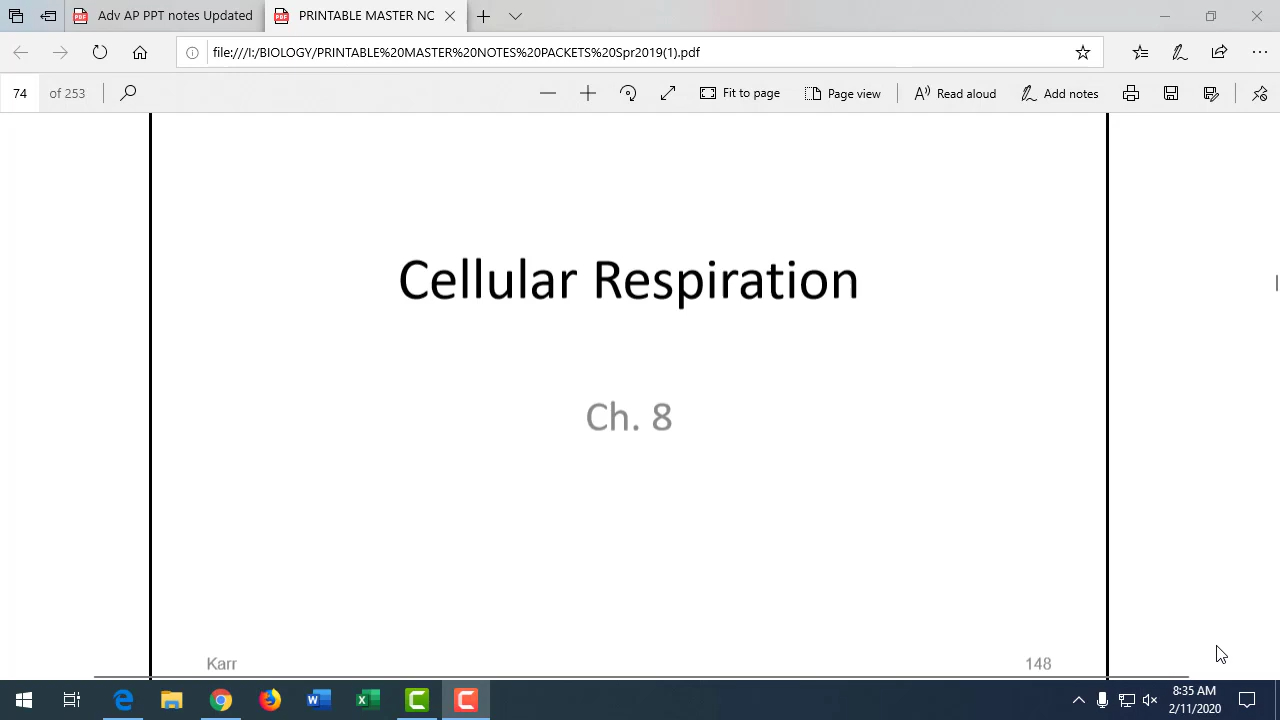 Adv AP PPT notes Updated
PRINTABLE MASTER NC
file:///I:/BIOLOGY/PRINTABLE%20MASTER%20NOTES%20PACKETS%20Spr2019(1).pdf
74 of 253
Fit to page
Page view
Read aloud
Add notes
Cellular Respiration
Ch. 8
Karr
148
8:35 AM
2/11/2020